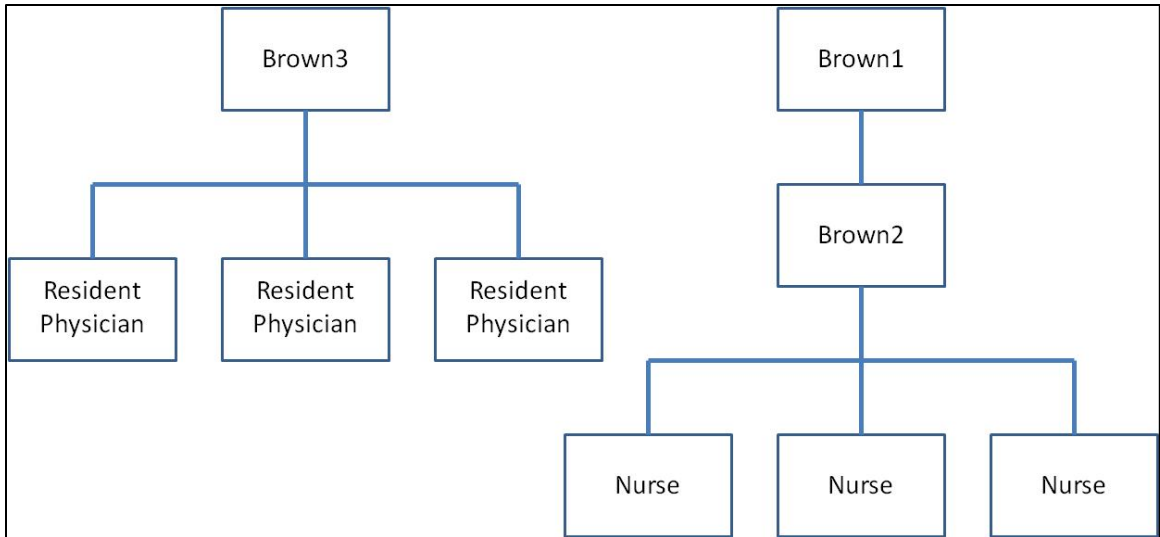 Brown3
Brown1
Brown2
Resident
Physician
Resident
Physician
Resident
Physician
Nurse
Nurse
Nurse